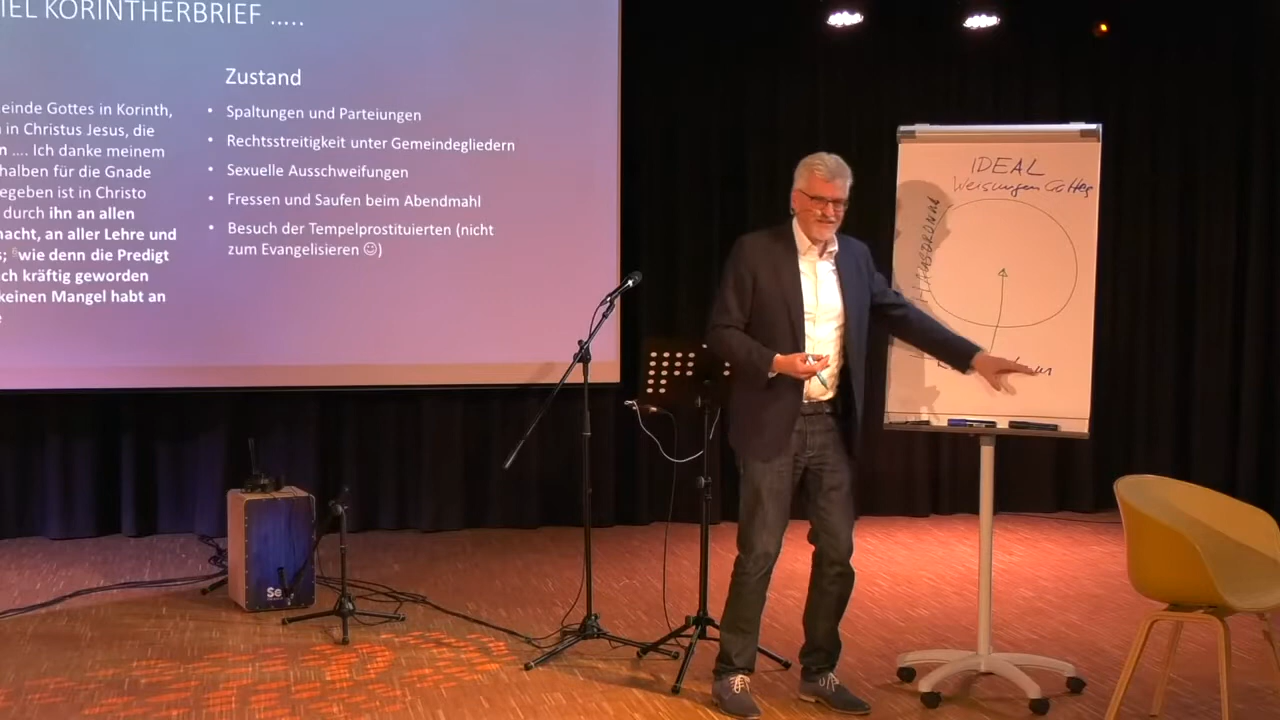 IEL KORINTHERBRIEF .....
einde Gottes in Korinth,
in Christus Jesus, die
.... Ich danke meinem
halben für die Gnade
egeben ist in Christo
durch ihn an allen
nacht, an aller Lehre und
s; ⁶wie denn die Predigt
ch kräftig geworden
keinen Mangel habt an
Zustand
• Spaltungen und Parteiungen
• Rechtsstreitigkeit unter Gemeindegliedern
• Sexuelle Ausschweifungen
• Fressen und Saufen beim Abendmahl
• Besuch der Tempelprostituierten (nicht
zum Evangelisieren ☺)
IDEAL
Weisungen Gottes
Se